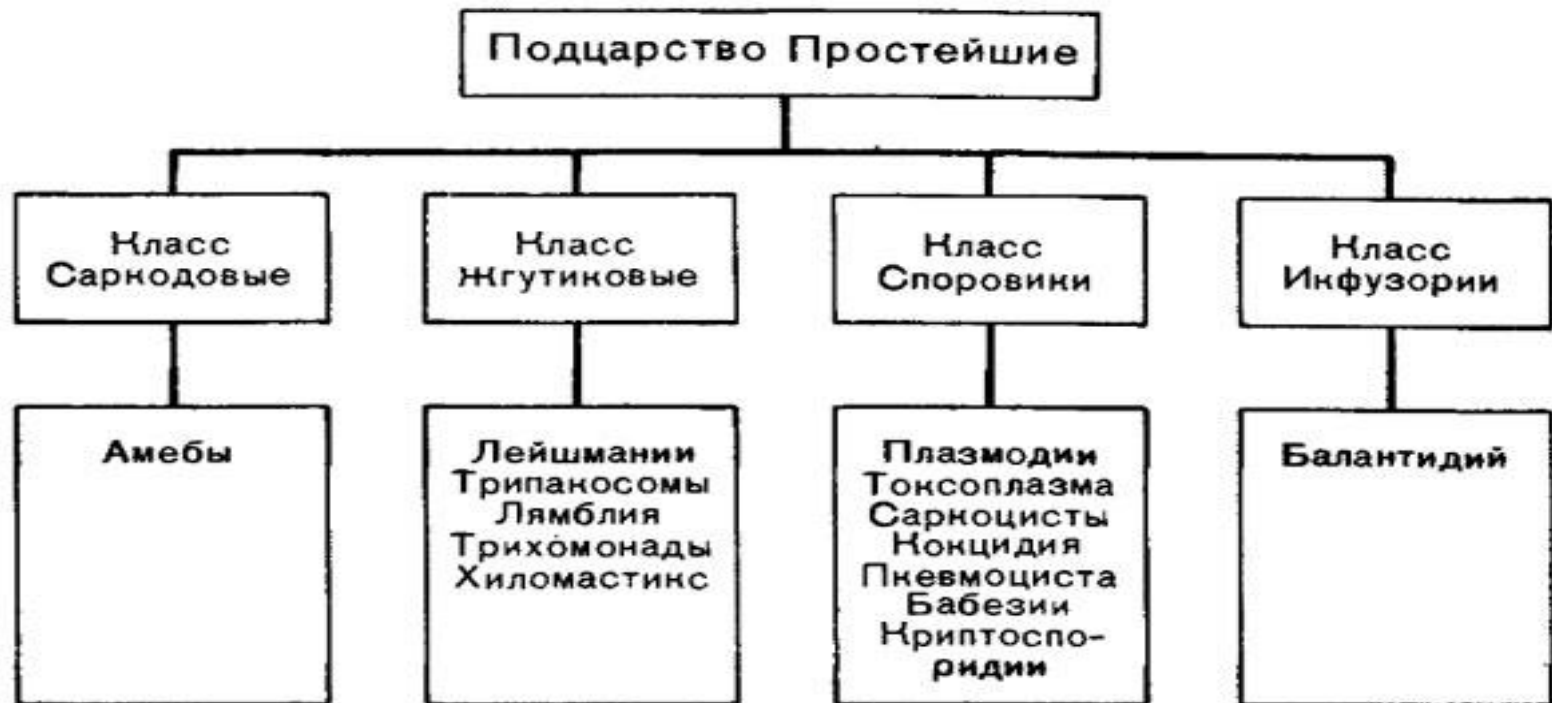 Подцарство Простейшие
Класс
Саркодовые
Класс
Жгутиковые
Класс
Споровики
Класс
Инфузории
Амебы
Лейшмании
Трипаносомы
Лямблия
Трихомонады
Хиломастикс
Плазмодии
Токсоплазма
Саркоцисты
Кокцидия
Пневмоциста
Бабезии
Криптоспо-
ридии
Балантидий